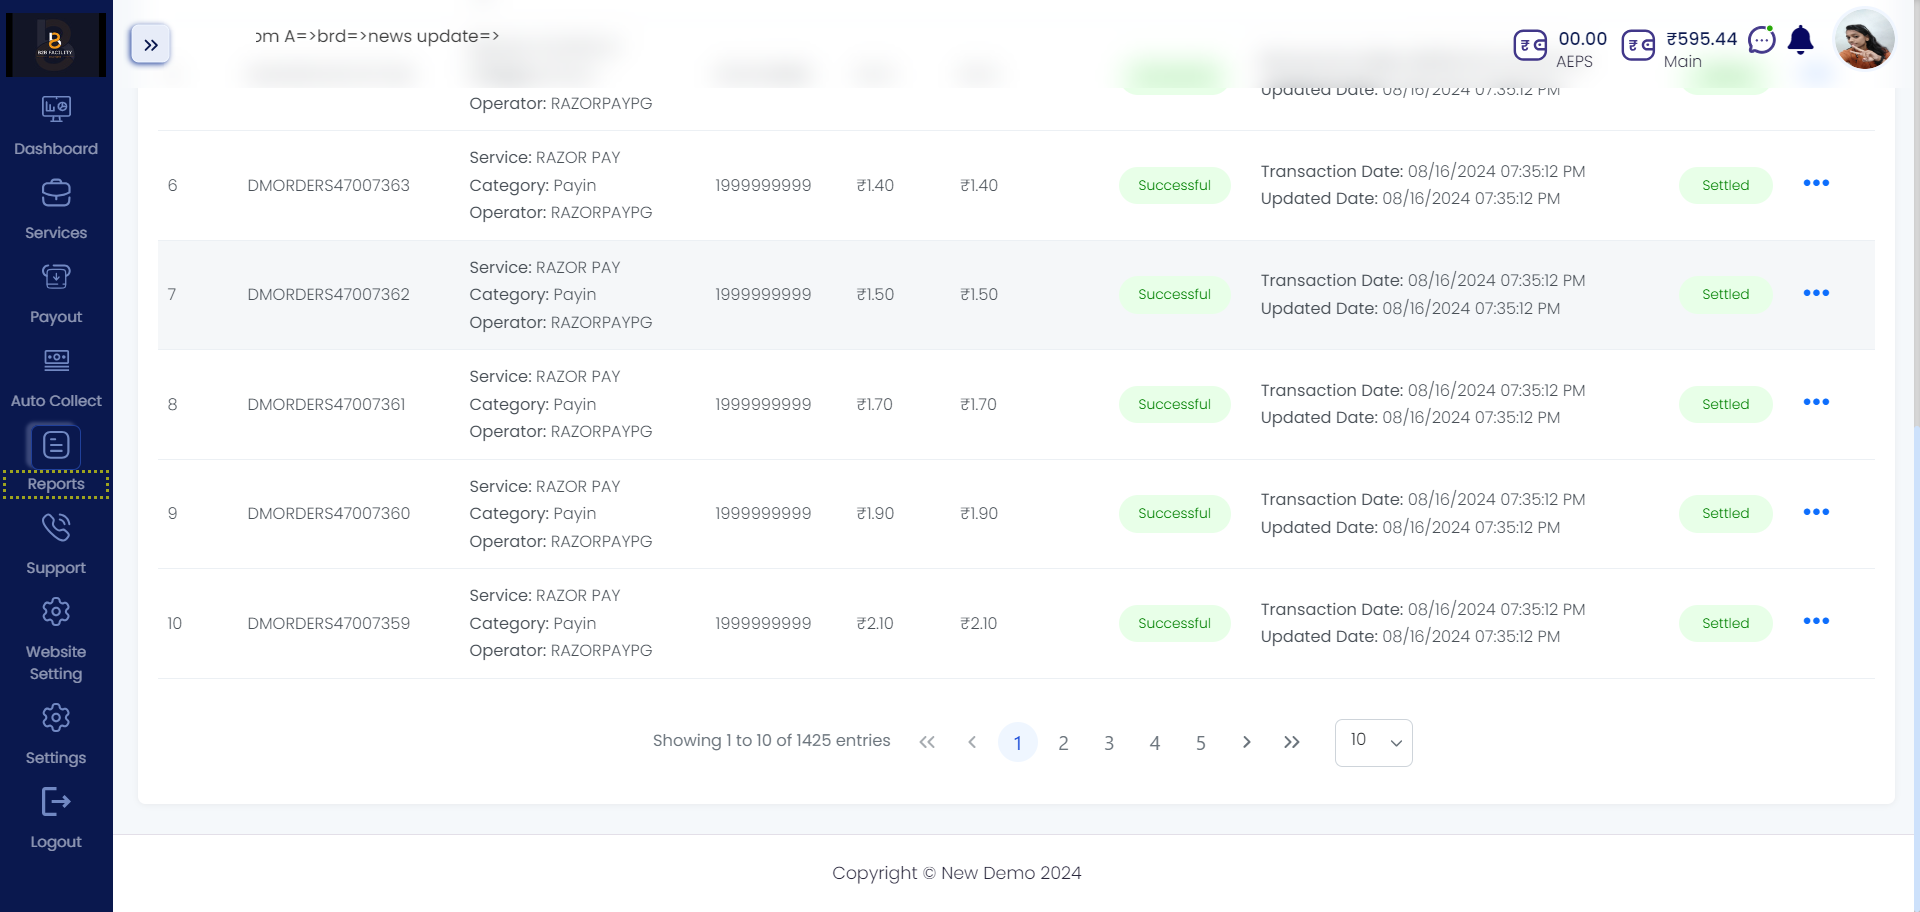 B2B FACILITY
om A=>brd=>news update=>
₹ 00.00
AEPS
₹ ₹595.44
Main
Dashboard
Services
Payout
Auto Collect
Reports
Support
Website
Setting
Settings
Logout
Operator: RAZORPAYPG
Updated Date: 08/16/2024 07:35:12 PM
6 DMORDERS47007363 Service: RAZOR PAY
Category: Payin
Operator: RAZORPAYPG
1999999999 ₹1.40 ₹1.40 Successful
Transaction Date: 08/16/2024 07:35:12 PM
Updated Date: 08/16/2024 07:35:12 PM
Settled
7 DMORDERS47007362 Service: RAZOR PAY
Category: Payin
Operator: RAZORPAYPG
1999999999 ₹1.50 ₹1.50 Successful
Transaction Date: 08/16/2024 07:35:12 PM
Updated Date: 08/16/2024 07:35:12 PM
Settled
8 DMORDERS47007361 Service: RAZOR PAY
Category: Payin
Operator: RAZORPAYPG
1999999999 ₹1.70 ₹1.70 Successful
Transaction Date: 08/16/2024 07:35:12 PM
Updated Date: 08/16/2024 07:35:12 PM
Settled
9 DMORDERS47007360 Service: RAZOR PAY
Category: Payin
Operator: RAZORPAYPG
1999999999 ₹1.90 ₹1.90 Successful
Transaction Date: 08/16/2024 07:35:12 PM
Updated Date: 08/16/2024 07:35:12 PM
Settled
10 DMORDERS47007359 Service: RAZOR PAY
Category: Payin
Operator: RAZORPAYPG
1999999999 ₹2.10 ₹2.10 Successful
Transaction Date: 08/16/2024 07:35:12 PM
Updated Date: 08/16/2024 07:35:12 PM
Settled
Showing 1 to 10 of 1425 entries 1 2 3 4 5 10
Copyright © New Demo 2024